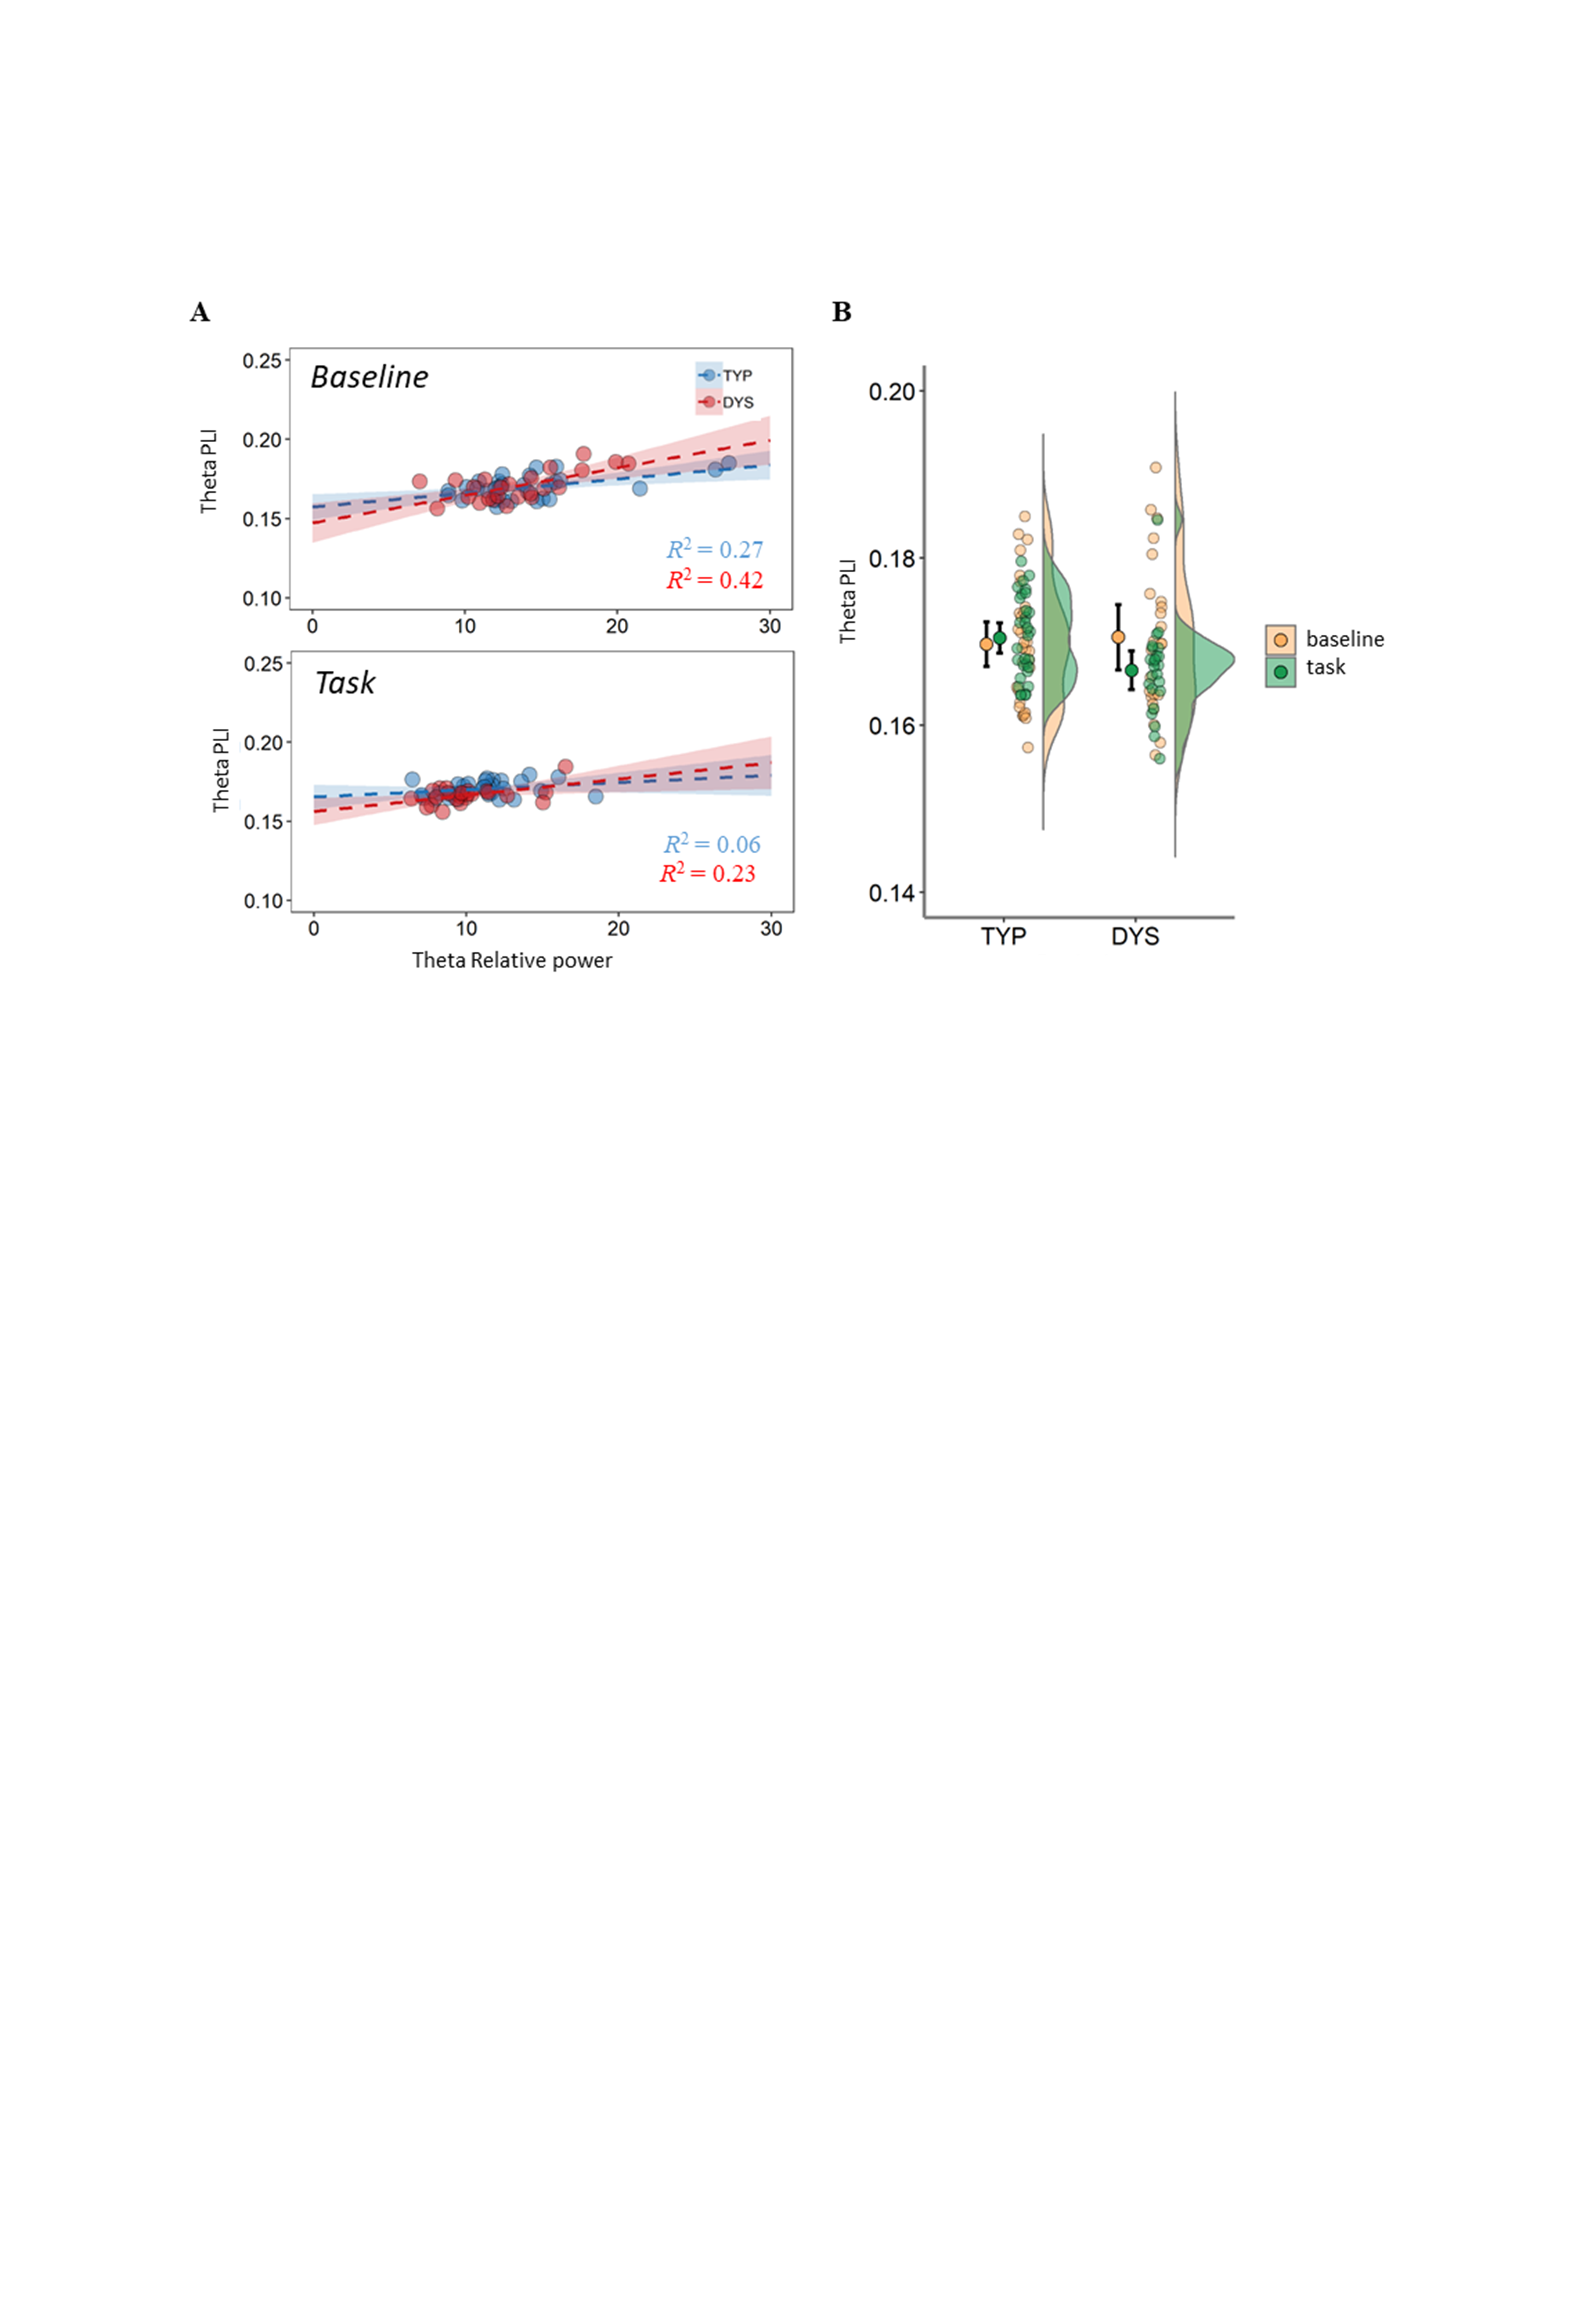 A
B
0.25
Baseline
TYP
DYS
0.20
Theta PLI
0.15
R² = 0.27
R² = 0.42
0.10
0 10 20 30
0.25
Task
0.20
Theta PLI
0.15
R² = 0.06
R² = 0.23
0.10
0 10 20 30
Theta Relative power
0.20
0.18
Theta PLI
0.16
0.14
TYP DYS
baseline
task